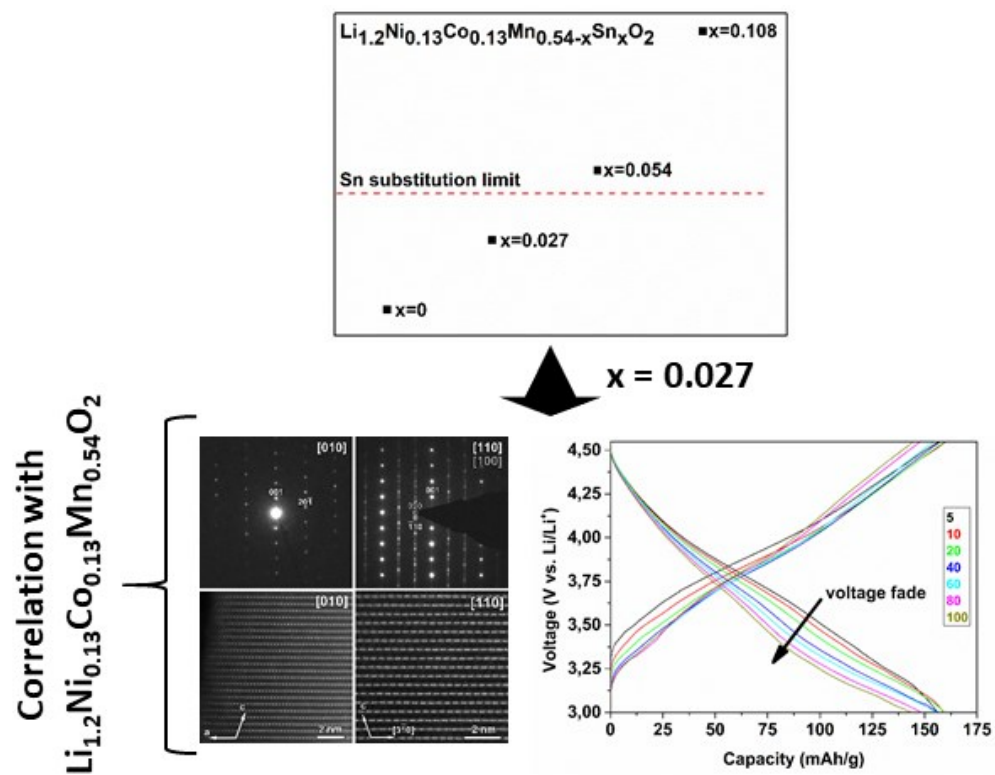 Li1.2Ni0.13Co0.13Mn0.54-xSnxO2
x=0.108
x=0.054
Sn substitution limit
x=0.027
x=0
x = 0.027
Correlation with
Li1.2Ni0.13Co0.13Mn0.54O2
[010]
001
[110]
[100]
001
[010]
c
a
2 nm
c
2 nm
Voltage (V vs. Li/Li+)
4,50
4,25
4,00
3,75
3,50
3,25
3,00
5
10
20
40
60
80
100
voltage fade
0
25
50
75
100
125
150
175
Capacity (mAh/g)